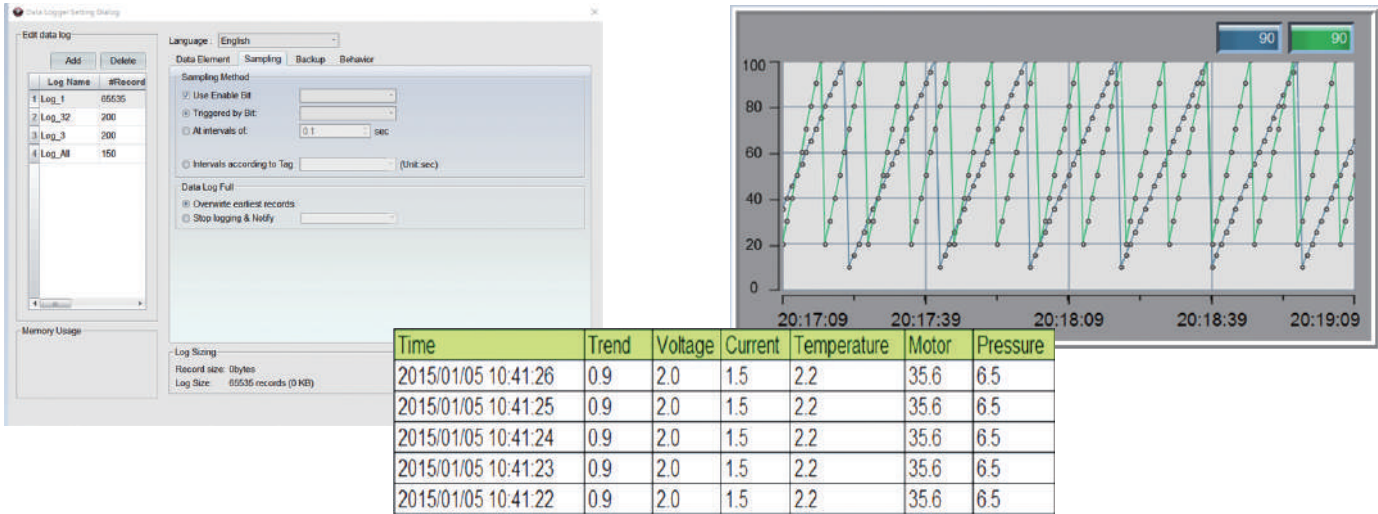 Data Logger Setting Dialog
Edit data log
Add Delete
Log Name #Record
1 Log_1 65535
2 Log_32 200
3 Log_3 200
4 Log_All 150
Memory Usage
Language : English
Data Element Sampling Backup Behavior
Sampling Method
Use Enable Bit
Triggered by Bit:
At intervals of: 0.1 sec
Intervals according to Tag (Unit:sec)
Data Log Full
Overwrite earliest records
Stop logging & Notify
Log Sizing
Record size: 0bytes
Log Size: 65535 records (0 KB)
90 90
100
80
60
40
20
0
20:17:09 20:17:39 20:18:09 20:18:39 20:19:09
Time Trend Voltage Current Temperature Motor Pressure
2015/01/05 10:41:26 0.9 2.0 1.5 2.2 35.6 6.5
2015/01/05 10:41:25 0.9 2.0 1.5 2.2 35.6 6.5
2015/01/05 10:41:24 0.9 2.0 1.5 2.2 35.6 6.5
2015/01/05 10:41:23 0.9 2.0 1.5 2.2 35.6 6.5
2015/01/05 10:41:22 0.9 2.0 1.5 2.2 35.6 6.5